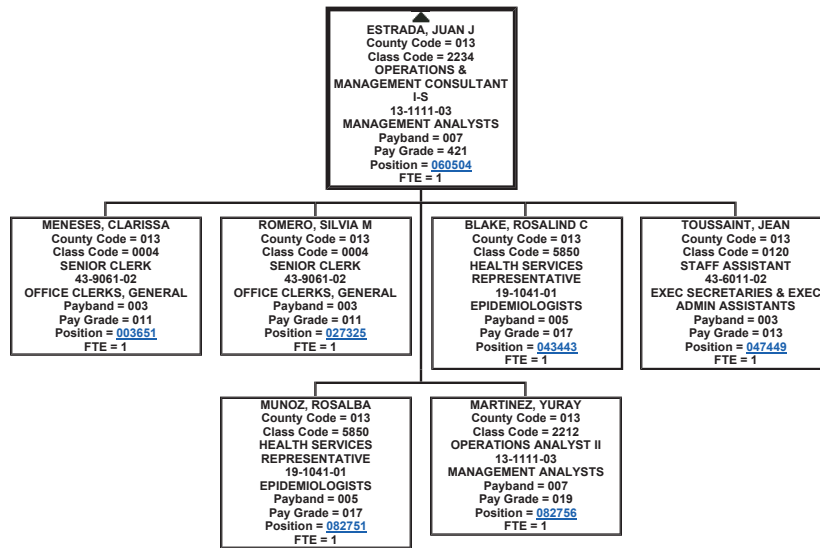 ESTRADA, JUAN J
County Code = 013
Class Code = 2234
OPERATIONS &
MANAGEMENT CONSULTANT
I-S
13-1111-03
MANAGEMENT ANALYSTS
Payband = 007
Pay Grade = 421
Position = 060504
FTE = 1
MENESES, CLARISSA
County Code = 013
Class Code = 0004
SENIOR CLERK
43-9061-02
OFFICE CLERKS, GENERAL
Payband = 003
Pay Grade = 011
Position = 003651
FTE = 1
ROMERO, SILVIA M
County Code = 013
Class Code = 0004
SENIOR CLERK
43-9061-02
OFFICE CLERKS, GENERAL
Payband = 003
Pay Grade = 011
Position = 027325
FTE = 1
BLAKE, ROSALIND C
County Code = 013
Class Code = 5850
HEALTH SERVICES
REPRESENTATIVE
19-1041-01
EPIDEMIOLOGISTS
Payband = 005
Pay Grade = 017
Position = 043443
FTE = 1
TOUSSAINT, JEAN
County Code = 013
Class Code = 0120
STAFF ASSISTANT
43-6011-02
EXEC SECRETARIES & EXEC
ADMIN ASSISTANTS
Payband = 003
Pay Grade = 013
Position = 047449
FTE = 1
MUNOZ, ROSALBA
County Code = 013
Class Code = 5850
HEALTH SERVICES
REPRESENTATIVE
19-1041-01
EPIDEMIOLOGISTS
Payband = 005
Pay Grade = 017
Position = 082751
FTE = 1
MARTINEZ, YURAY
County Code = 013
Class Code = 2212
OPERATIONS ANALYST II
13-1111-03
MANAGEMENT ANALYSTS
Payband = 007
Pay Grade = 019
Position = 082756
FTE = 1